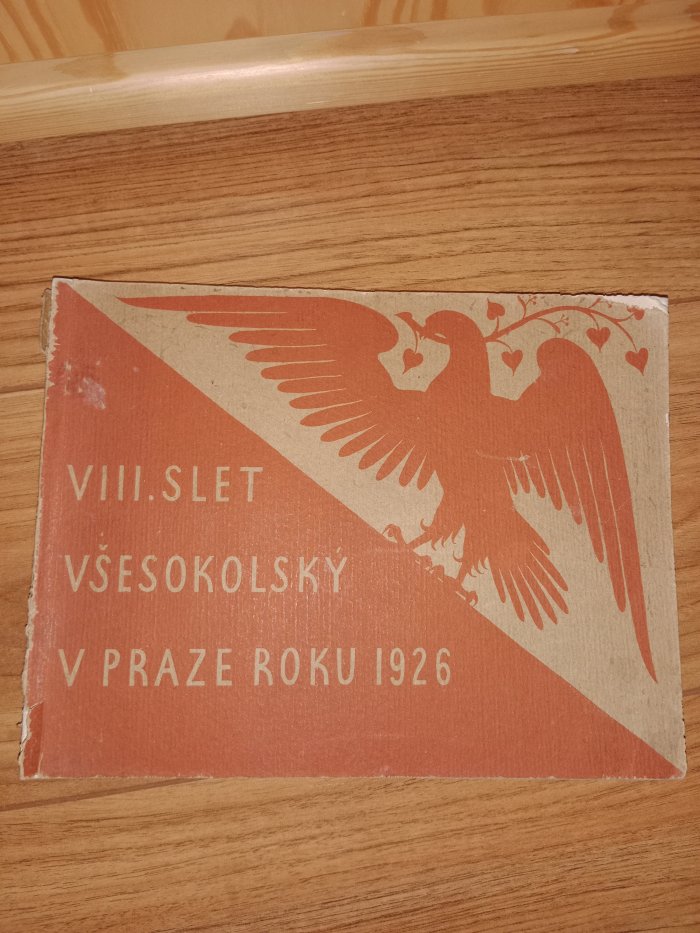 VIII. SLET
VŠESOKOLSKÝ
V PRAZE ROKU 1926